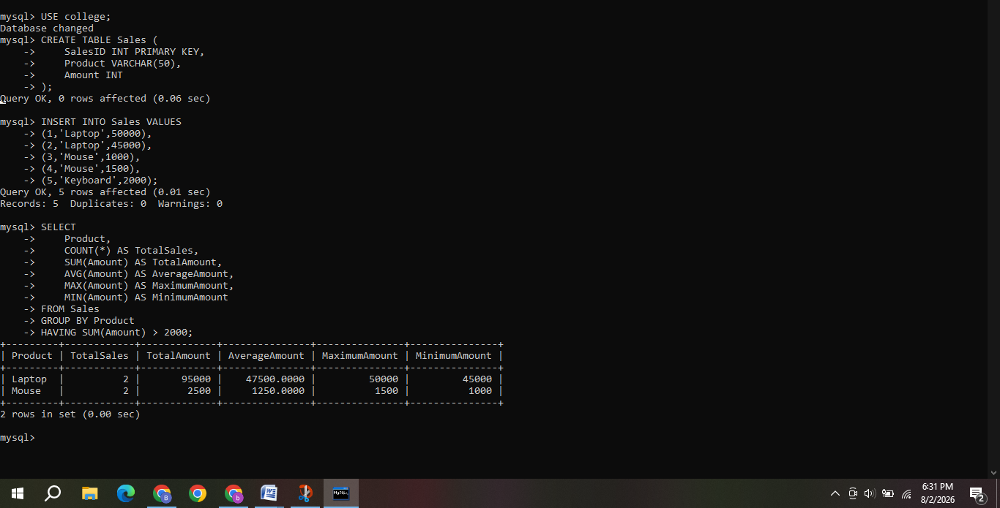 mysql> USE college;
Database changed
mysql> CREATE TABLE Sales (
    ->     SalesID INT PRIMARY KEY,
    ->     Product VARCHAR(50),
    ->     Amount INT
    -> );
Query OK, 0 rows affected (0.06 sec)

mysql> INSERT INTO Sales VALUES
    -> (1,'Laptop',50000),
    -> (2,'Laptop',45000),
    -> (3,'Mouse',1000),
    -> (4,'Mouse',1500),
    -> (5,'Keyboard',2000);
Query OK, 5 rows affected (0.01 sec)
Records: 5  Duplicates: 0  Warnings: 0

mysql> SELECT
    ->     Product,
    ->     COUNT(*) AS TotalSales,
    ->     SUM(Amount) AS TotalAmount,
    ->     AVG(Amount) AS AverageAmount,
    ->     MAX(Amount) AS MaximumAmount,
    ->     MIN(Amount) AS MinimumAmount
    -> FROM Sales
    -> GROUP BY Product
    -> HAVING SUM(Amount) > 2000;
+---------+------------+-------------+---------------+---------------+---------------+
| Product | TotalSales | TotalAmount | AverageAmount | MaximumAmount | MinimumAmount |
+---------+------------+-------------+---------------+---------------+---------------+
| Laptop  |          2 |       95000 |    47500.0000 |         50000 |         45000 |
| Mouse   |          2 |        2500 |     1250.0000 |          1500 |          1000 |
+---------+------------+-------------+---------------+---------------+---------------+
2 rows in set (0.00 sec)

mysql>
B
b
W
MySQL
6:31 PM
8/2/2026
2